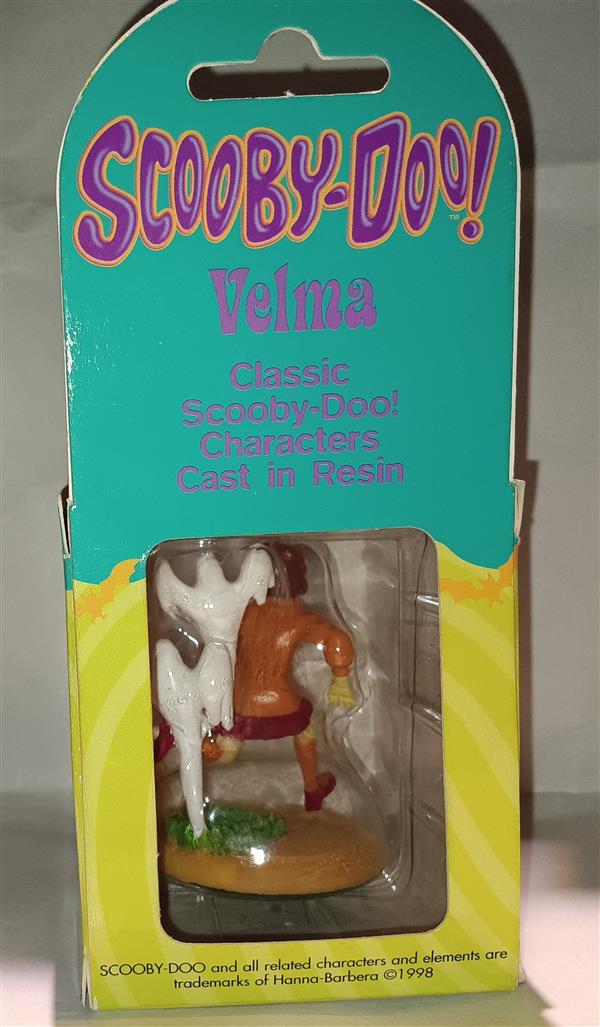 SCOOBY-DOO!
TM
Velma
Classic
Scooby-Doo!
Characters
Cast in Resin
SCOOBY-DOO and all related characters and elements are
trademarks of Hanna-Barbera ©1998